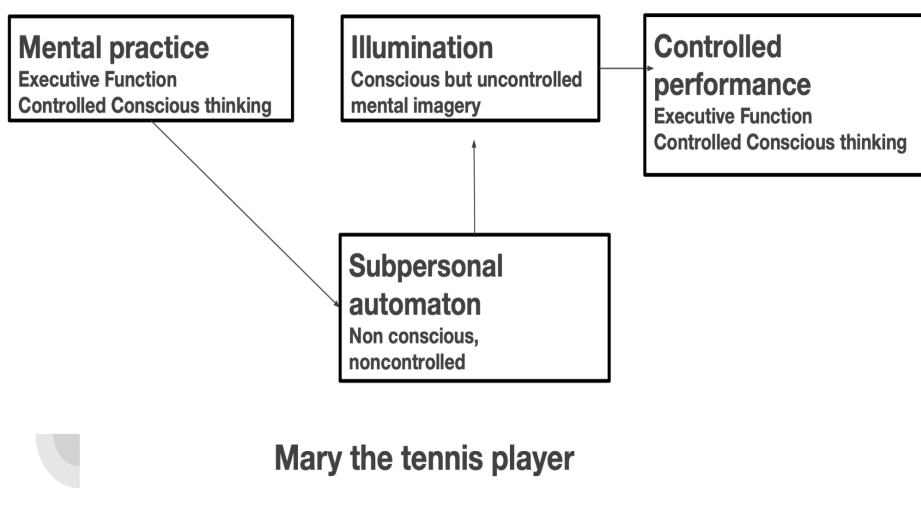 Mental practice
Executive Function
Controlled Conscious thinking
Illumination
Conscious but uncontrolled
mental imagery
Controlled
performance
Executive Function
Controlled Conscious thinking
Subpersonal
automaton
Non conscious,
noncontrolled
Mary the tennis player